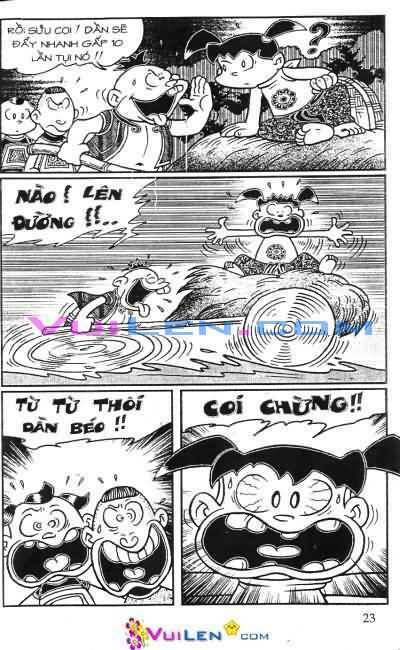 RỒI SỬU COI ! DẦN SẼ
ĐẨY NHANH GẤP 10
LẦN TỤI NÓ !!
?
NÀO ! LÊN
ĐƯỜNG !!...
VUILEN.COM
TỪ TỪ THÔI
DẦN BÉO !!
COI CHỪNG!!
23
VUILEN.COM